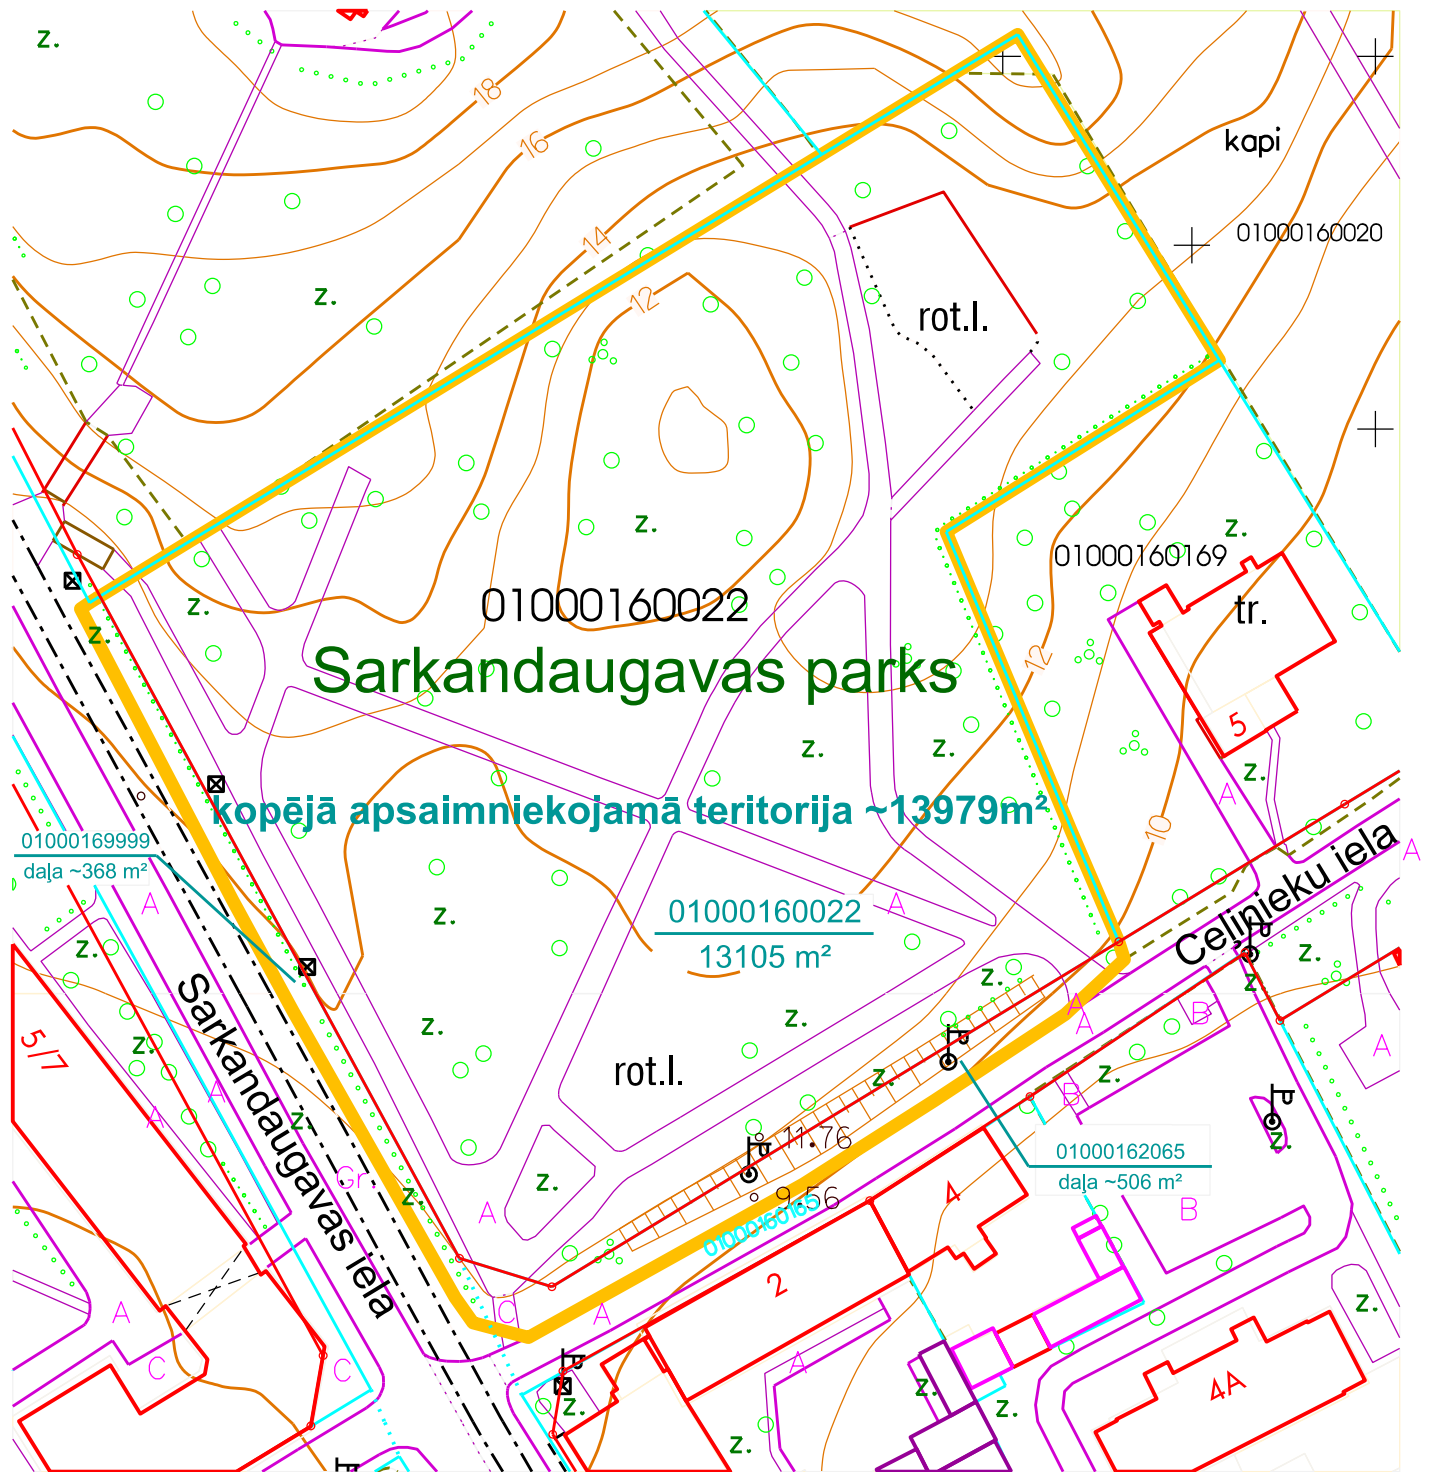 z.
18
16
kapi
01000160020
14
z.
12
rot.l.
z.
z.
01000160169
tr.
z.
01000160022
z.
12
Sarkandaugavas parks
5
z.
z.
z.
A
kopējā apsaimniekojamā teritorija ~13979m²
10
01000169999
daļa ~368 m²
Ceļinieku iela
A
A
z.
01000160022
13105 m²
A
z.
z.
z.
z.
Sarkandaugavas iela
5/7
z.
z.
z.
A
A
B
A
A
A
rot.l.
z.
z.
B
z.
11.76
01000162065
daļa ~506 m²
z.
Gr.
z.
z.
A
9.56
4
B
01000160165
2
A
C
A
z.
C
C
A
z.
z.
4A
z.
z.